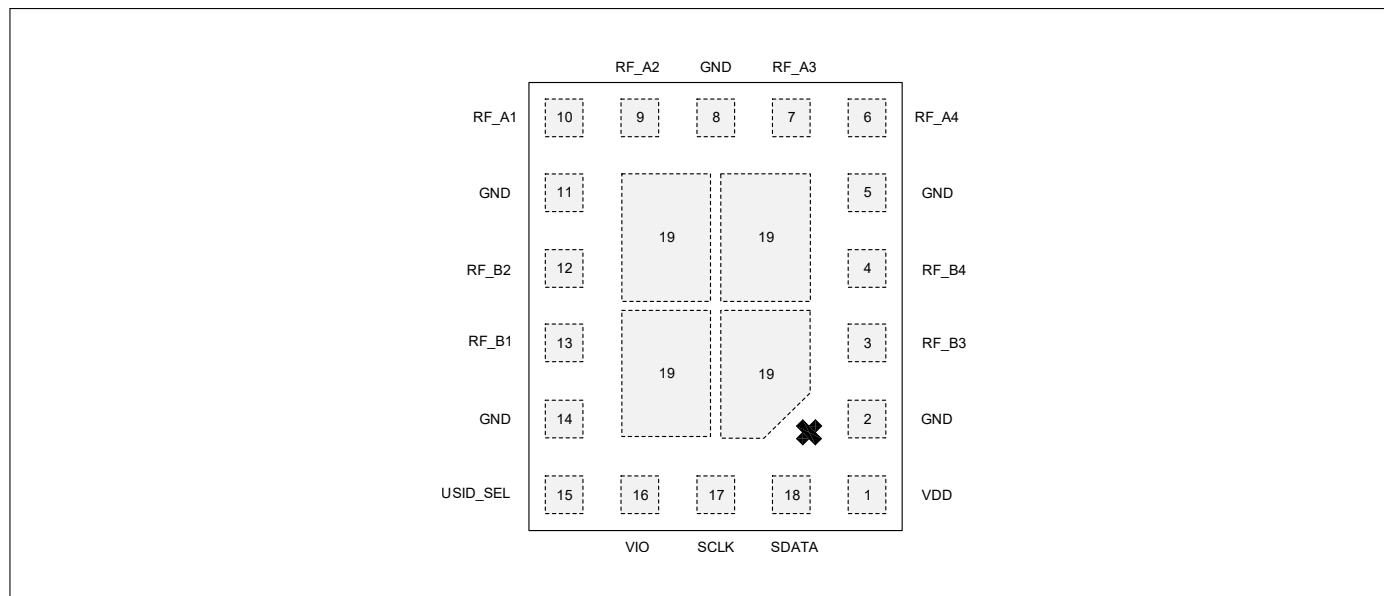 RF_A2 GND RF_A3
RF_A1 10 9 8 7 6 RF_A4
GND 11 5 GND
19 19
RF_B2 12 4 RF_B4
RF_B1 13 3 RF_B3
19 19
GND 14 2 GND
USID_SEL 15 16 17 18 1 VDD
VIO SCLK SDATA